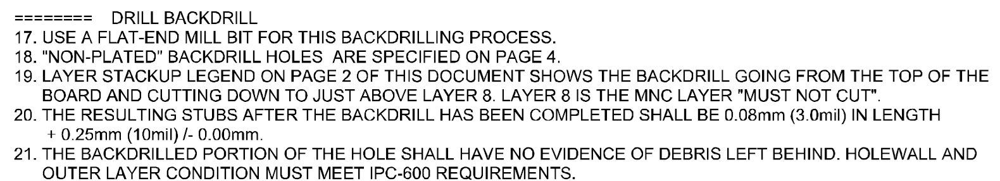 ======== DRILL BACKDRILL
17. USE A FLAT-END MILL BIT FOR THIS BACKDRILLING PROCESS.
18. "NON-PLATED" BACKDRILL HOLES ARE SPECIFIED ON PAGE 4.
19. LAYER STACKUP LEGEND ON PAGE 2 OF THIS DOCUMENT SHOWS THE BACKDRILL GOING FROM THE TOP OF THE
BOARD AND CUTTING DOWN TO JUST ABOVE LAYER 8. LAYER 8 IS THE MNC LAYER "MUST NOT CUT".
20. THE RESULTING STUBS AFTER THE BACKDRILL HAS BEEN COMPLETED SHALL BE 0.08mm (3.0mil) IN LENGTH
+ 0.25mm (10mil) /- 0.00mm.
21. THE BACKDRILLED PORTION OF THE HOLE SHALL HAVE NO EVIDENCE OF DEBRIS LEFT BEHIND. HOLEWALL AND
OUTER LAYER CONDITION MUST MEET IPC-600 REQUIREMENTS.